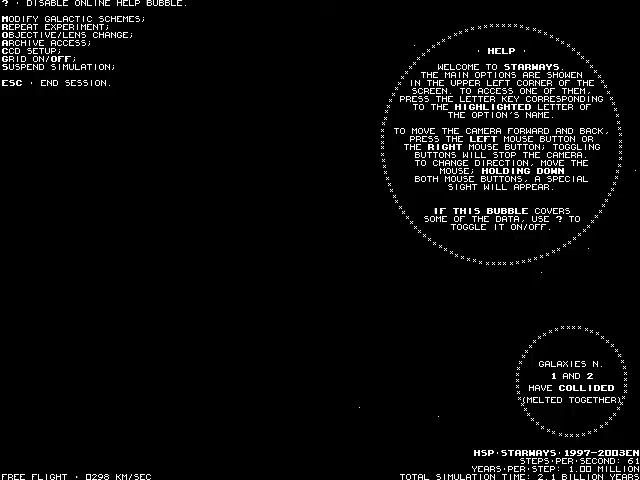 ? · DISABLE ONLINE HELP BUBBLE.
MODIFY GALACTIC SCHEMES;
REPEAT EXPERIMENT;
OBJECTIVE/LENS CHANGE;
ARCHIVE ACCESS;
CCD SETUP;
GRID ON/OFF;
SUSPEND SIMULATION;
ESC · END SESSION.
· HELP ·
WELCOME TO STARWAYS.
THE MAIN OPTIONS ARE SHOWEN
IN THE UPPER LEFT CORNER OF THE
SCREEN. TO ACCESS ONE OF THEM,
PRESS THE LETTER KEY CORRESPONDING
TO THE HIGHLIGHTED LETTER OF
THE OPTION'S NAME.
TO MOVE THE CAMERA FORWARD AND BACK,
PRESS THE LEFT MOUSE BUTTON OR
THE RIGHT MOUSE BUTTON; TOGGLING
BUTTONS WILL STOP THE CAMERA.
TO CHANGE DIRECTION, MOVE THE
MOUSE; HOLDING DOWN
BOTH MOUSE BUTTONS, A SPECIAL
SIGHT WILL APPEAR.
IF THIS BUBBLE COVERS
SOME OF THE DATA, USE ? TO
TOGGLE IT ON/OFF.
GALAXIES N.
1 AND 2
HAVE COLLIDED
(MELTED TOGETHER)
HSP·STARWAYS·1997-2003EN
STEPS·PER·SECOND: 61
YEARS·PER·STEP: 1.00 MILLION
FREE FLIGHT · 0298 KM/SEC
TOTAL SIMULATION TIME: 2.1 BILLION YEARS